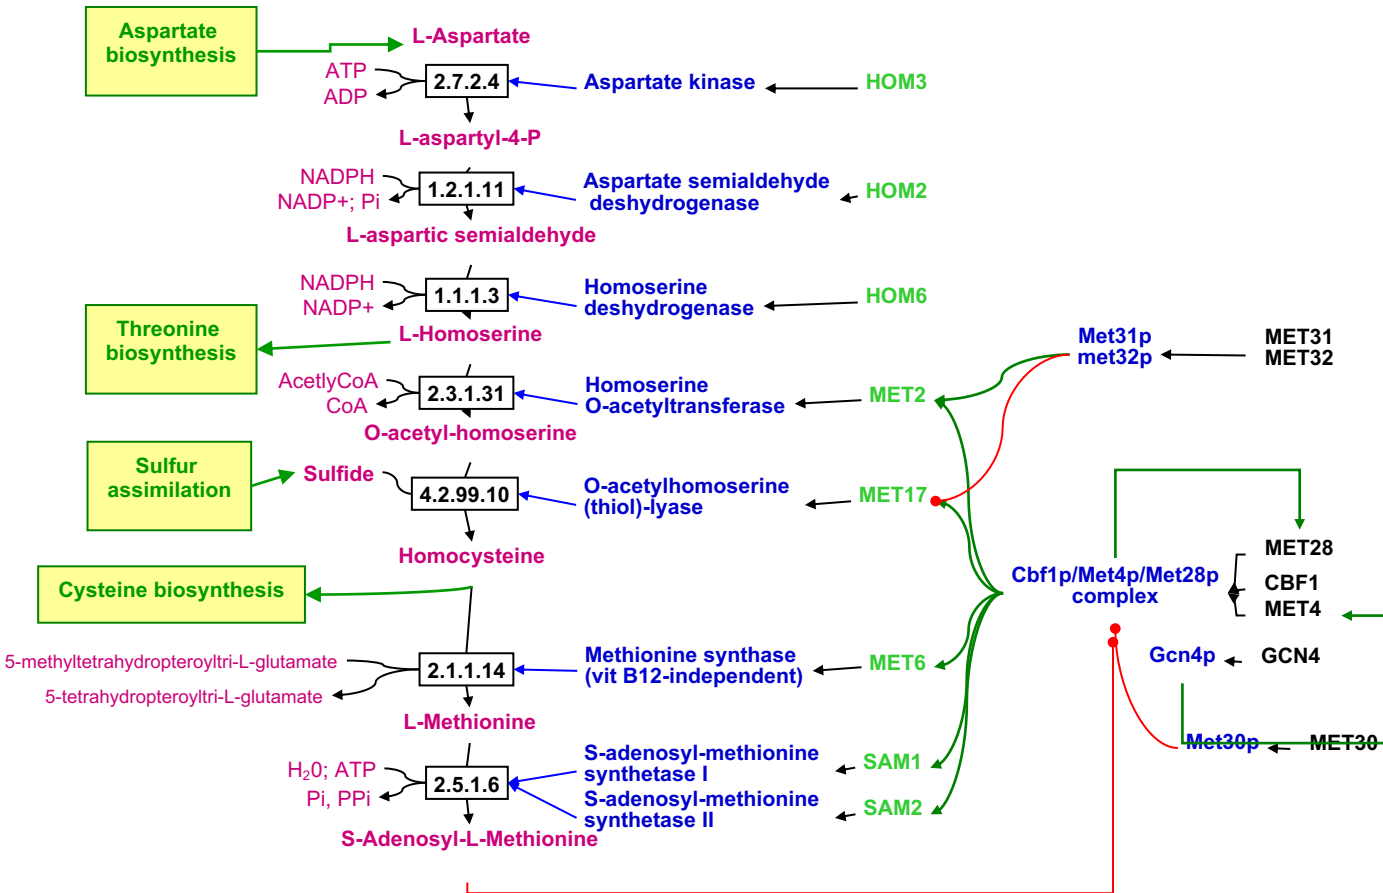 Aspartate
biosynthesis
L-Aspartate
ATP
ADP
2.7.2.4
Aspartate kinase
HOM3
L-aspartyl-4-P
NADPH
NADP+; Pi
1.2.1.11
Aspartate semialdehyde
deshydrogenase
HOM2
L-aspartic semialdehyde
NADPH
NADP+
1.1.1.3
Homoserine
deshydrogenase
HOM6
Threonine
biosynthesis
L-Homoserine
Met31p
met32p
MET31
MET32
AcetlyCoA
CoA
2.3.1.31
Homoserine
O-acetyltransferase
MET2
O-acetyl-homoserine
Sulfur
assimilation
Sulfide
4.2.99.10
O-acetylhomoserine
(thiol)-lyase
MET17
Homocysteine
Cbf1p/Met4p/Met28p
complex
MET28
CBF1
MET4
Cysteine biosynthesis
Gcn4p
GCN4
5-methyltetrahydropteroyltri-L-glutamate
5-tetrahydropteroyltri-L-glutamate
2.1.1.14
Methionine synthase
(vit B12-independent)
MET6
L-Methionine
Met30p
MET30
H20; ATP
Pi, PPi
2.5.1.6
S-adenosyl-methionine
synthetase I
SAM1
S-adenosyl-methionine
synthetase II
SAM2
S-Adenosyl-L-Methionine